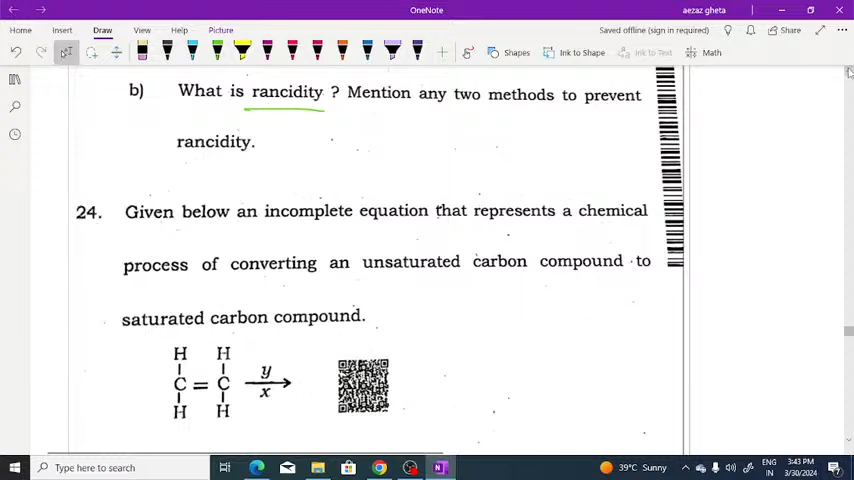 OneNote
aezaz gheta
Home Insert Draw View Help Picture Saved offline (sign in required) Share
Shapes Ink to Shape Ink to Text Math
b) What is rancidity ? Mention any two methods to prevent
rancidity.
24. Given below an incomplete equation that represents a chemical
process of converting an unsaturated carbon compound to
saturated carbon compound.
H H
C = C y
x
H H
Type here to search
39°C Sunny
ENG
IN
3:43 PM
3/30/2024
7